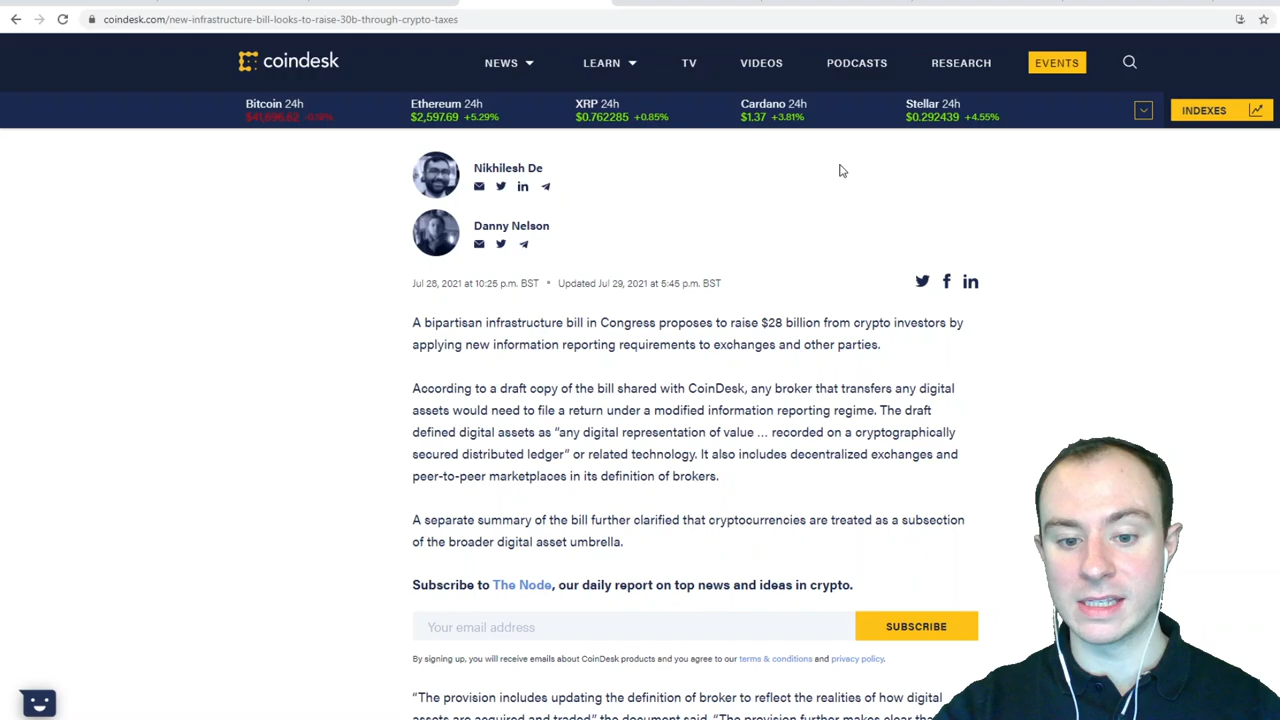 coindesk.com/new-infrastructure-bill-looks-to-raise-30b-through-crypto-taxes
coindesk
NEWS LEARN TV VIDEOS PODCASTS RESEARCH EVENTS
Bitcoin 24h Ethereum 24h XRP 24h Cardano 24h Stellar 24h
$2,597.69 +5.29% $0.762285 +0.85% $1.37 +3.81% $0.292439 +4.55%
INDEXES
Nikhilesh De
Danny Nelson
Jul 28, 2021 at 10:25 p.m. BST Updated Jul 29, 2021 at 5:45 p.m. BST
A bipartisan infrastructure bill in Congress proposes to raise $28 billion from crypto investors by
applying new information reporting requirements to exchanges and other parties.
According to a draft copy of the bill shared with CoinDesk, any broker that transfers any digital
assets would need to file a return under a modified information reporting regime. The draft
defined digital assets as “any digital representation of value ... recorded on a cryptographically
secured distributed ledger” or related technology. It also includes decentralized exchanges and
peer-to-peer marketplaces in its definition of brokers.
A separate summary of the bill further clarified that cryptocurrencies are treated as a subsection
of the broader digital asset umbrella.
Subscribe to The Node, our daily report on top news and ideas in crypto.
Your email address
SUBSCRIBE
By signing up, you will receive emails about CoinDesk products and you agree to our terms & conditions and privacy policy.
“The provision includes updating the definition of broker to reflect the realities of how digital
assets are acquired and traded,” the document said. “The provision further makes clear